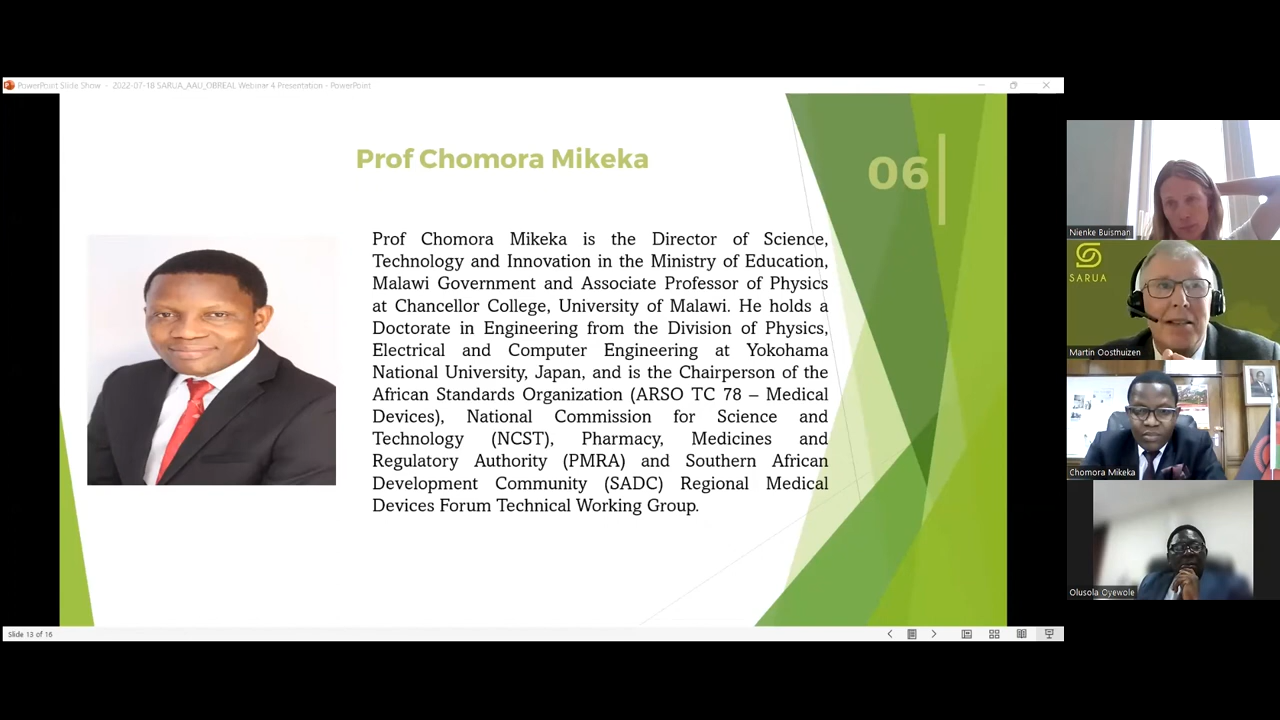 PowerPoint Slide Show - 2022-07-18 SARUA_AAU_OBREAL Webinar 4 Presentation - PowerPoint
Prof Chomora Mikeka
06
Prof Chomora Mikeka is the Director of Science,
Technology and Innovation in the Ministry of Education,
Malawi Government and Associate Professor of Physics
at Chancellor College, University of Malawi. He holds a
Doctorate in Engineering from the Division of Physics,
Electrical and Computer Engineering at Yokohama
National University, Japan, and is the Chairperson of the
African Standards Organization (ARSO TC 78 – Medical
Devices), National Commission for Science and
Technology (NCST), Pharmacy, Medicines and
Regulatory Authority (PMRA) and Southern African
Development Community (SADC) Regional Medical
Devices Forum Technical Working Group.
Slide 13 of 16
Nienke Buisman
SARUA
Martin Oosthuizen
Chomora Mikeka
Olusola Oyewole